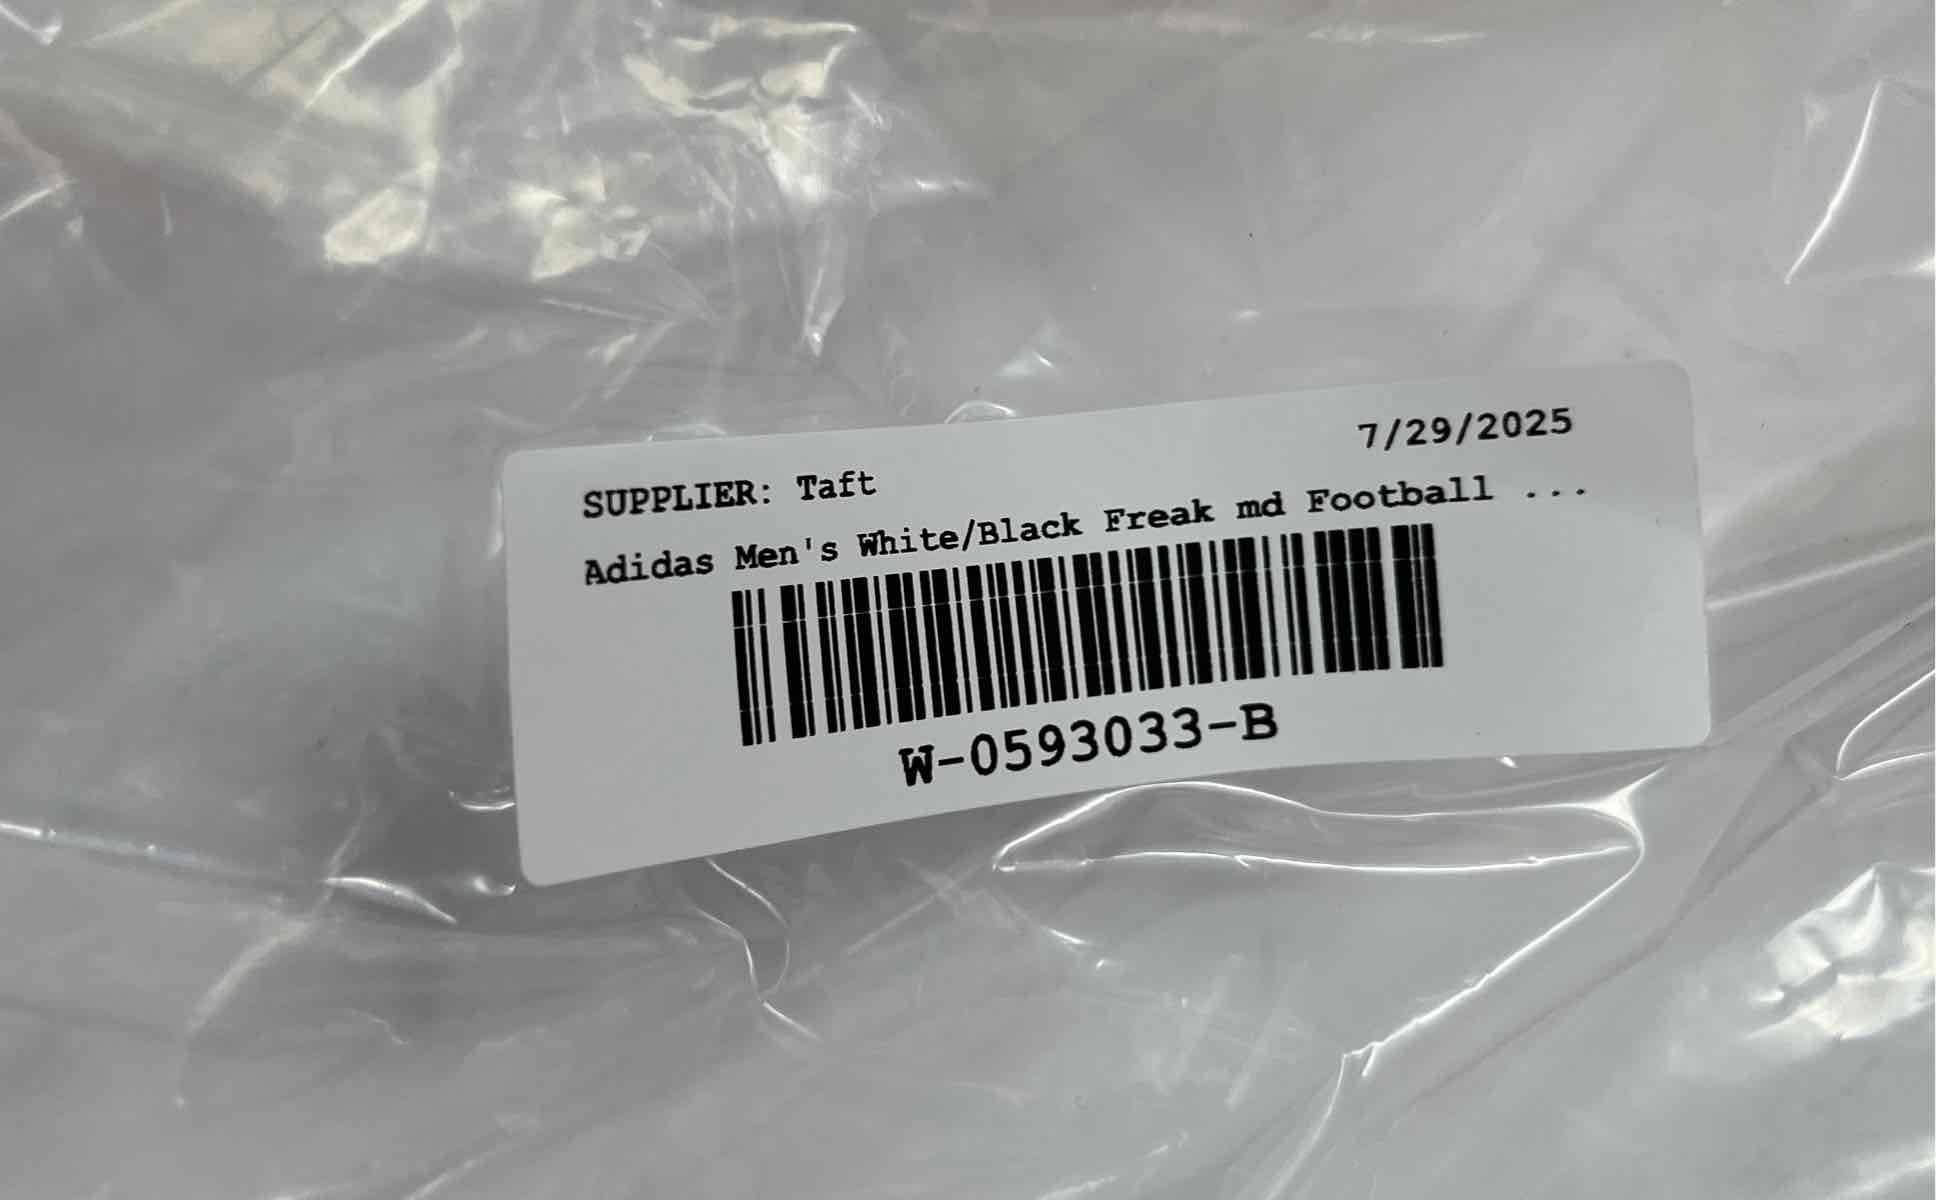 7/29/2025
SUPPLIER: Taft
Adidas Men's White/Black Freak md Football ...
W-0593033-B